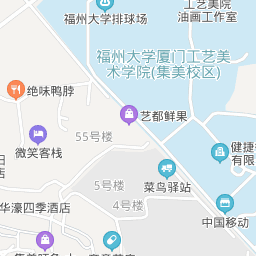 福州大学排球场
工艺美院
油画工作室
福州大学厦门工艺美
术学院(集美校区)
绝味鸭脖
艺都鲜果
55号楼
微笑客栈
健捷
有限
5号楼
菜鸟驿站
华濠四季酒店
4号楼
中国移动